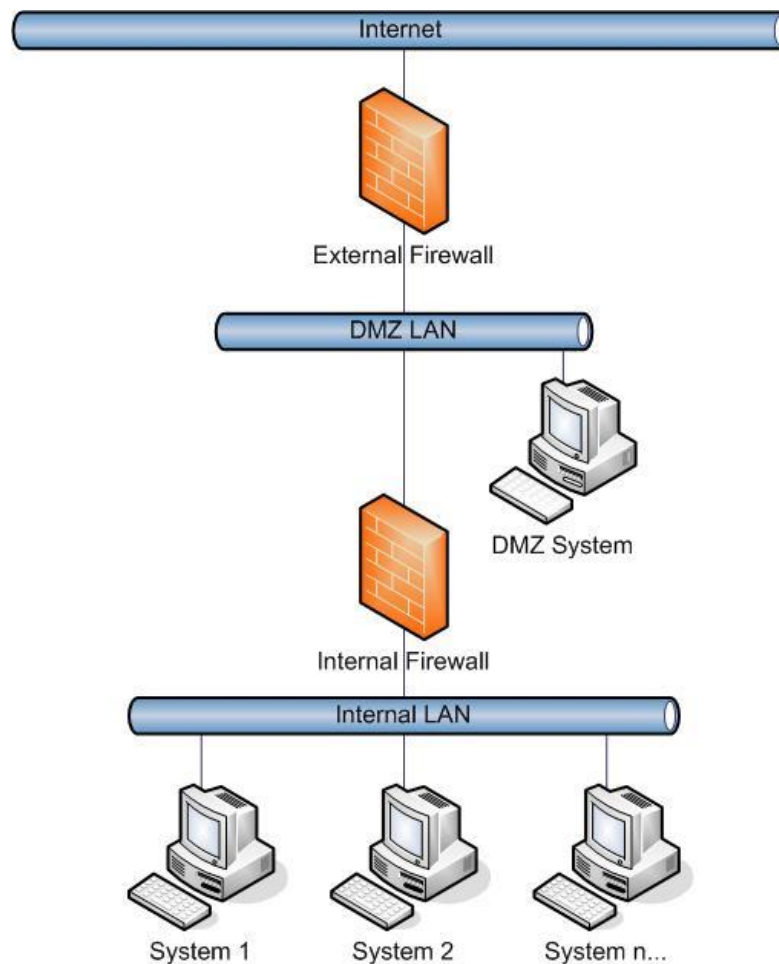 Internet
External Firewall
DMZ LAN
DMZ System
Internal Firewall
Internal LAN
System 1
System 2
System n...